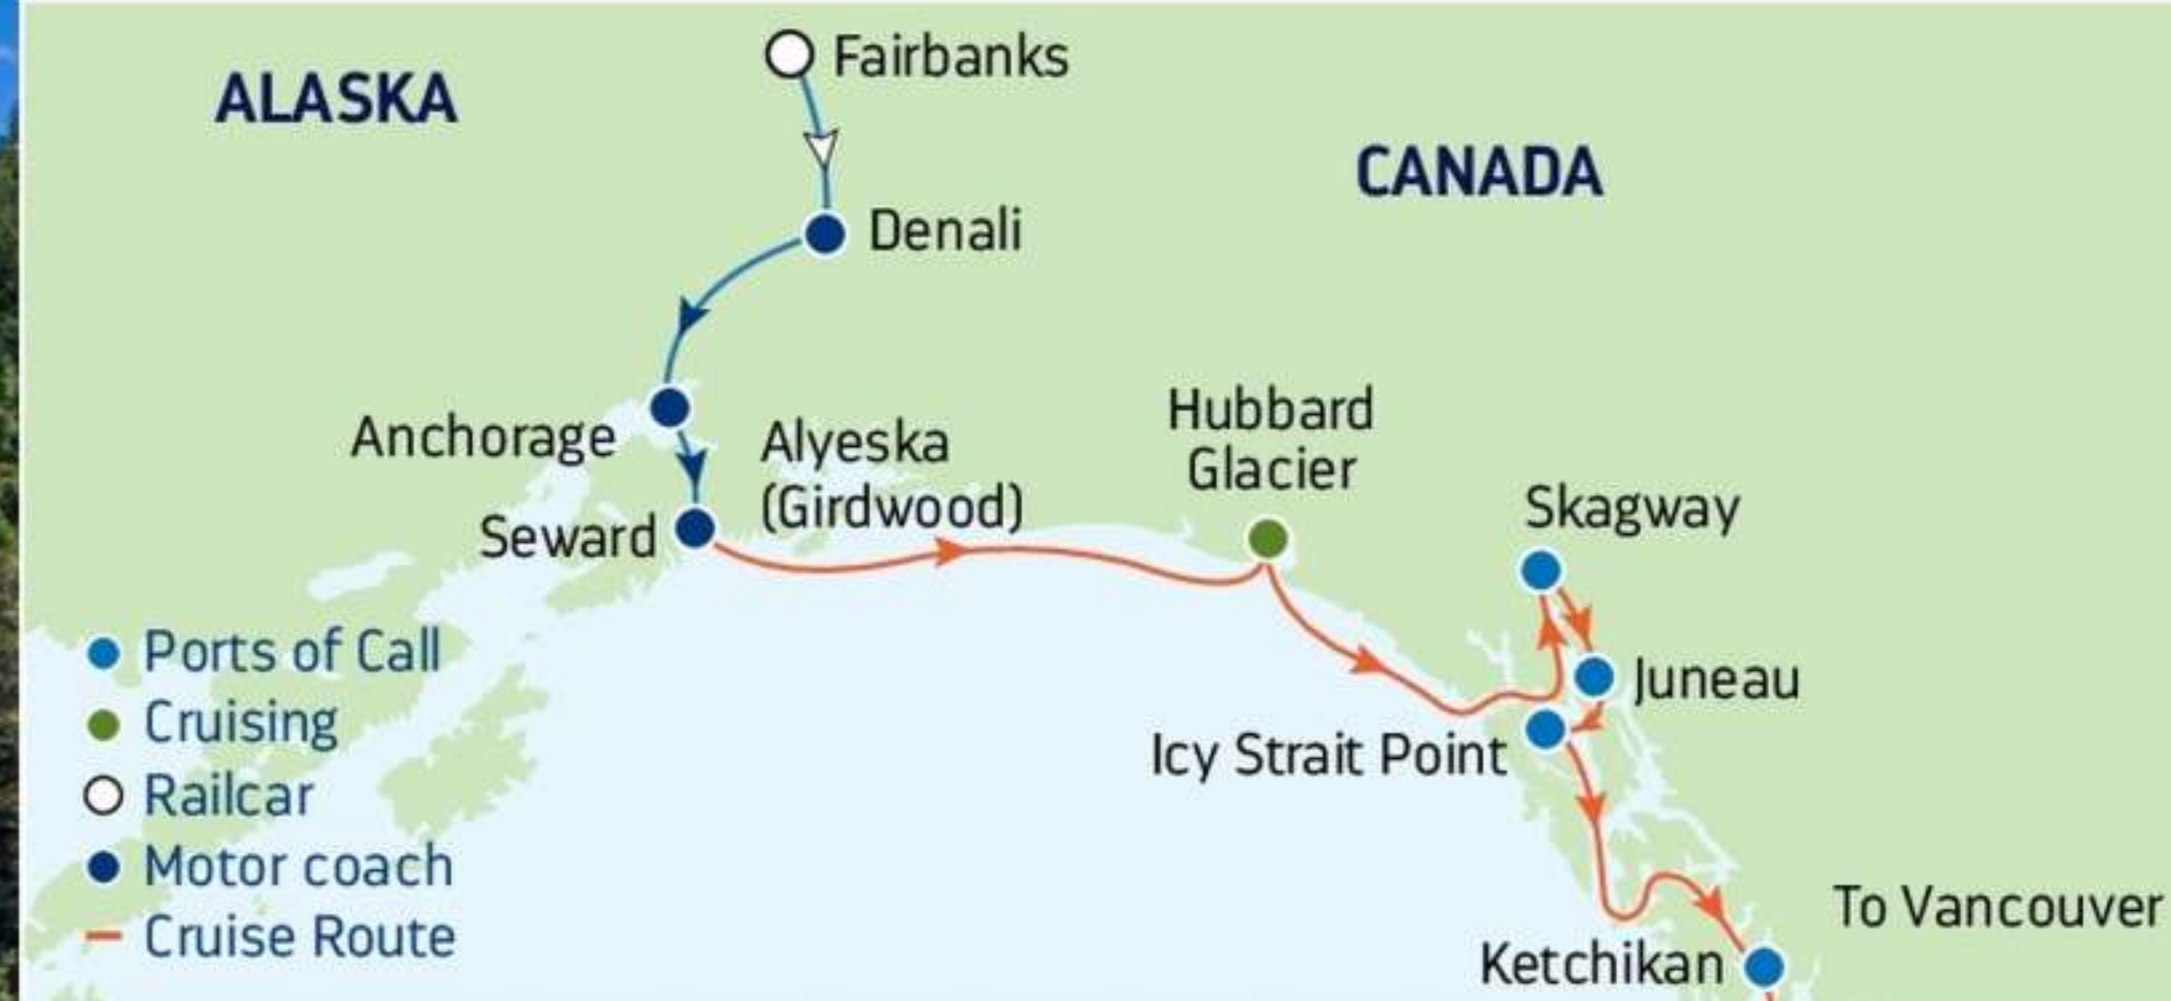 Fairbanks
ALASKA
CANADA
Denali
Hubbard
Glacier
Anchorage
Alyeska
(Girdwood)
Skagway
Seward
Ports of Call
Juneau
Cruising
Icy Strait Point
Railcar
Motor coach
To Vancouver
Cruise Route
Ketchikan